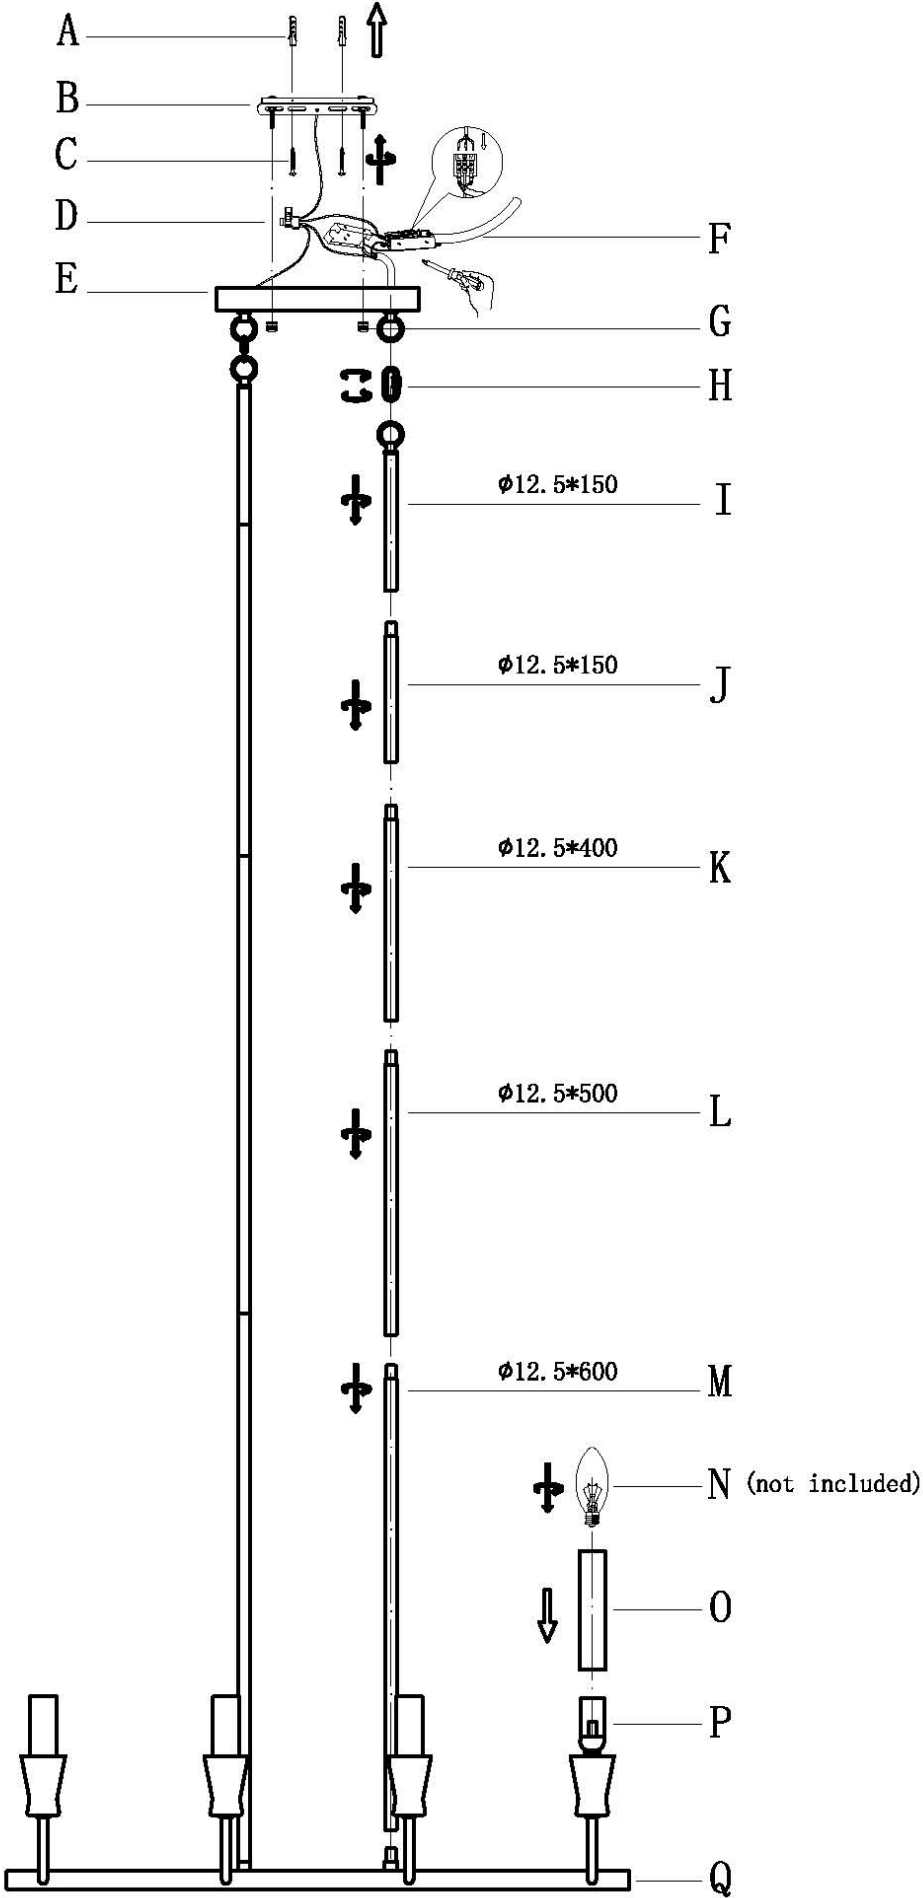 A
B
C
D
E
F
G
H
ϕ12.5*150
I
ϕ12.5*150
J
ϕ12.5*400
K
ϕ12.5*500
L
ϕ12.5*600
M
N (not included)
O
P
Q